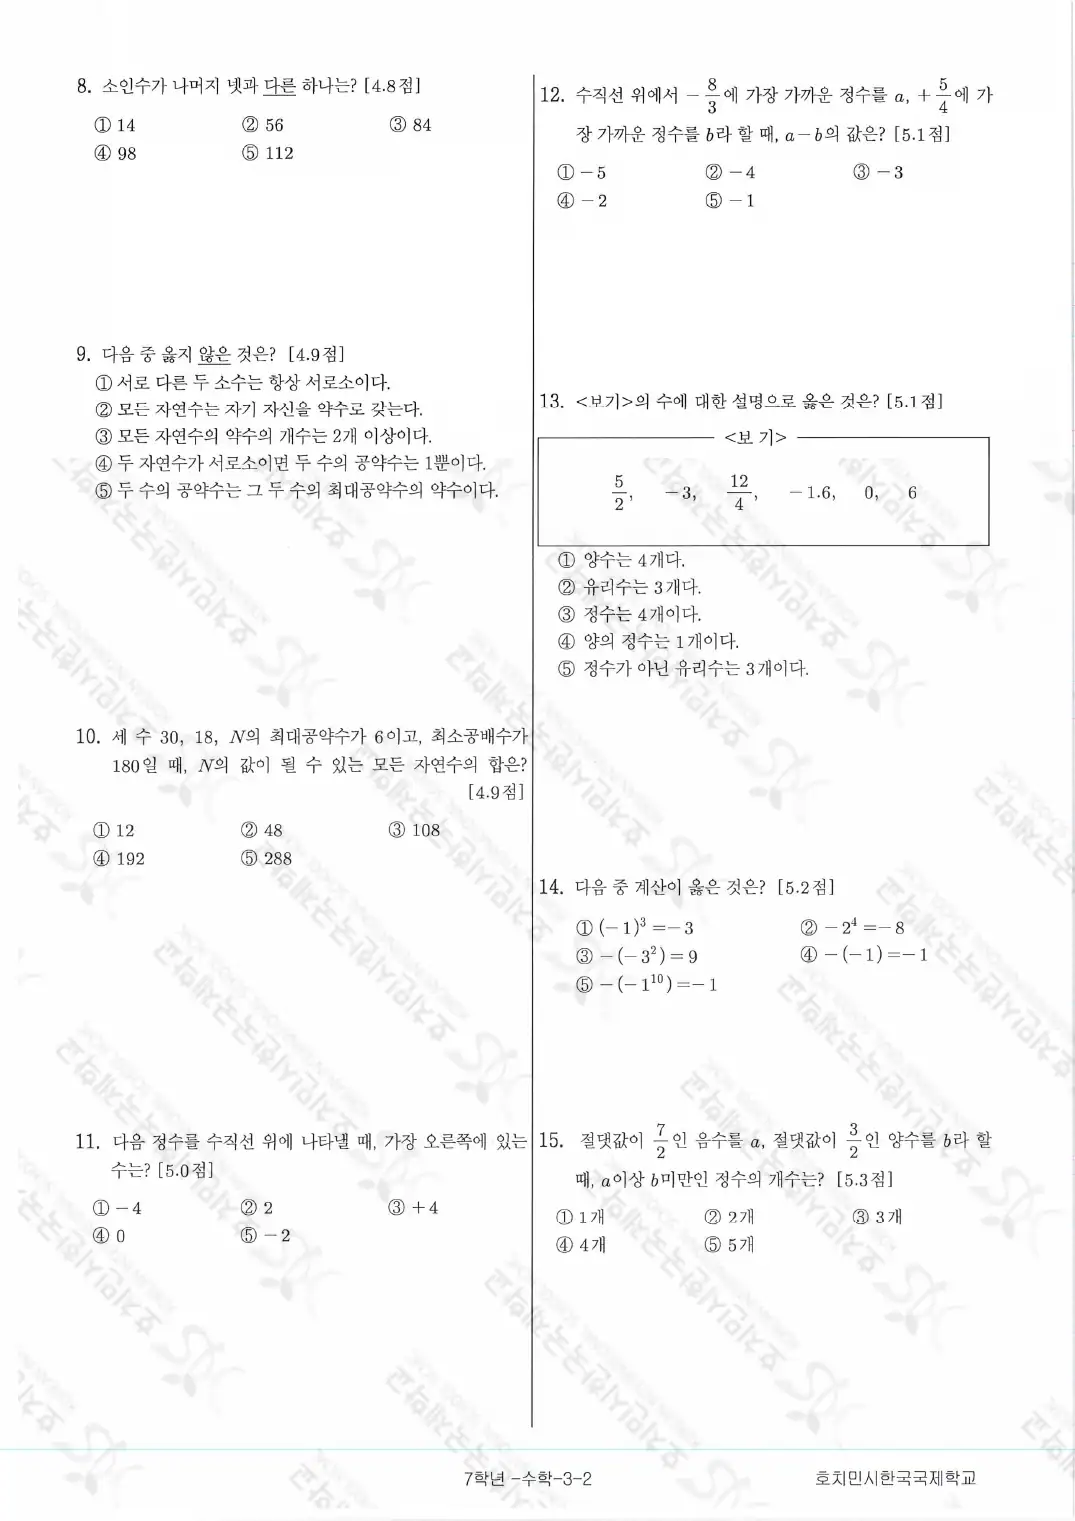 8. 소인수가 나머지 넷과 다른 하나는? [4.8점]
① 14 ② 56 ③ 84
④ 98 ⑤ 112
9. 다음 중 옳지 않은 것은? [4.9점]
① 서로 다른 두 소수는 항상 서로소이다.
② 모든 자연수는 자기 자신을 약수로 갖는다.
③ 모든 자연수의 약수의 개수는 2개 이상이다.
④ 두 자연수가 서로소이면 두 수의 공약수는 1뿐이다.
⑤ 두 수의 공약수는 그 두 수의 최대공약수의 약수이다.
10. 세 수 30, 18, N의 최대공약수가 6이고, 최소공배수가
180일 때, N의 값이 될 수 있는 모든 자연수의 합은?
[4.9점]
① 12 ② 48 ③ 108
④ 192 ⑤ 288
11. 다음 정수를 수직선 위에 나타낼 때, 가장 오른쪽에 있는
수는? [5.0점]
① -4 ② 2 ③ +4
④ 0 ⑤ -2
12. 수직선 위에서 -8/3에 가장 가까운 정수를 a, +5/4에 가
장 가까운 정수를 b라 할 때, a-b의 값은? [5.1점]
① -5 ② -4 ③ -3
④ -2 ⑤ -1
13. <보기>의 수에 대한 설명으로 옳은 것은? [5.1점]
<보 기>
5/2, -3, 12/4, -1.6, 0, 6
① 양수는 4개다.
② 유리수는 3개다.
③ 정수는 4개이다.
④ 양의 정수는 1개이다.
⑤ 정수가 아닌 유리수는 3개이다.
14. 다음 중 계산이 옳은 것은? [5.2점]
① (-1)³ =-3 ② -2⁴ =-8
③ -(-3²)=9 ④ -(-1)=-1
⑤ -(-1¹⁰)=-1
15. 절댓값이 7/2인 음수를 a, 절댓값이 3/2인 양수를 b라 할
때, a이상 b미만인 정수의 개수는? [5.3점]
① 1개 ② 2개 ③ 3개
④ 4개 ⑤ 5개
7학년 -수학-3-2
호치민시한국국제학교